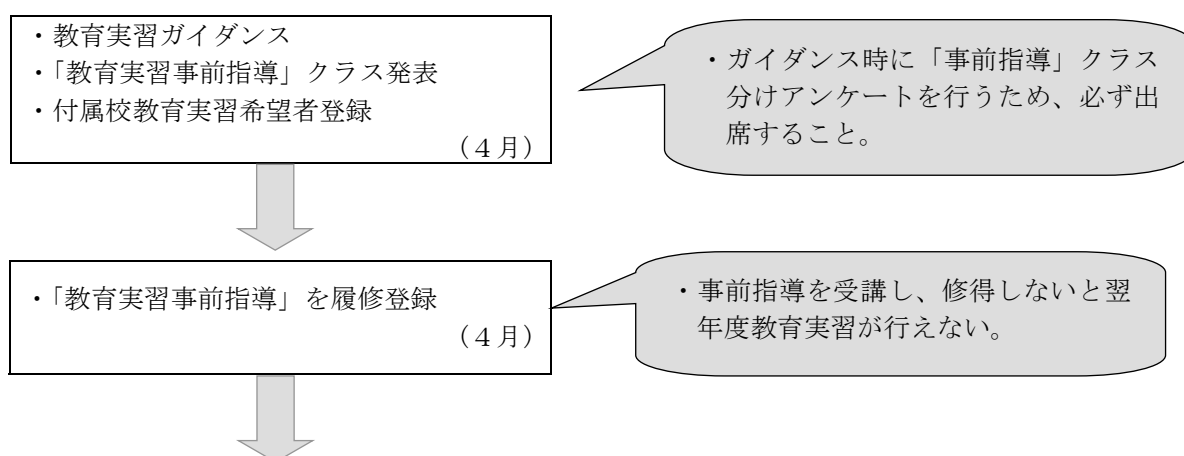 ・教育実習ガイダンス
・「教育実習事前指導」クラス発表
・付属校教育実習希望者登録
（４月）
・ガイダンス時に「事前指導」クラス
分けアンケートを行うため、必ず出
席すること。
・「教育実習事前指導」を履修登録
（４月）
・事前指導を受講し、修得しないと翌
年度教育実習が行えない。